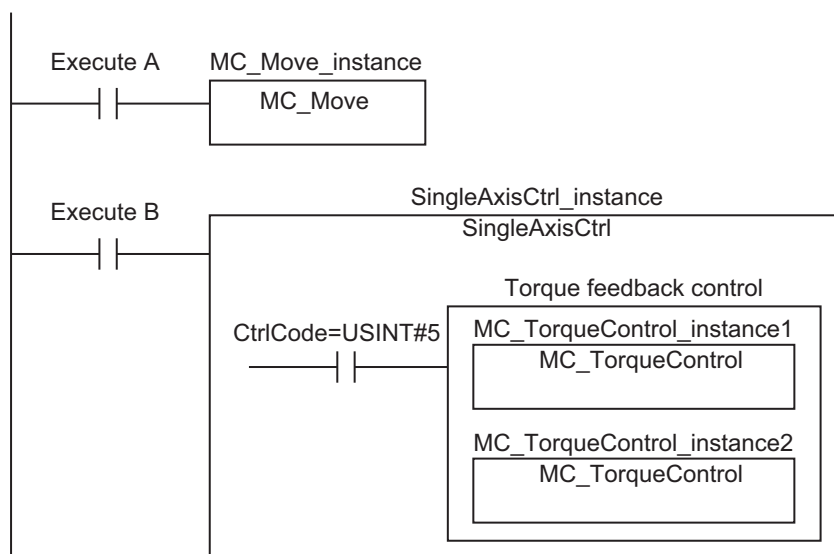 Execute A
MC_Move_instance
MC_Move
Execute B
SingleAxisCtrl_instance
SingleAxisCtrl
Torque feedback control
CtrlCode=USINT#5
MC_TorqueControl_instance1
MC_TorqueControl
MC_TorqueControl_instance2
MC_TorqueControl